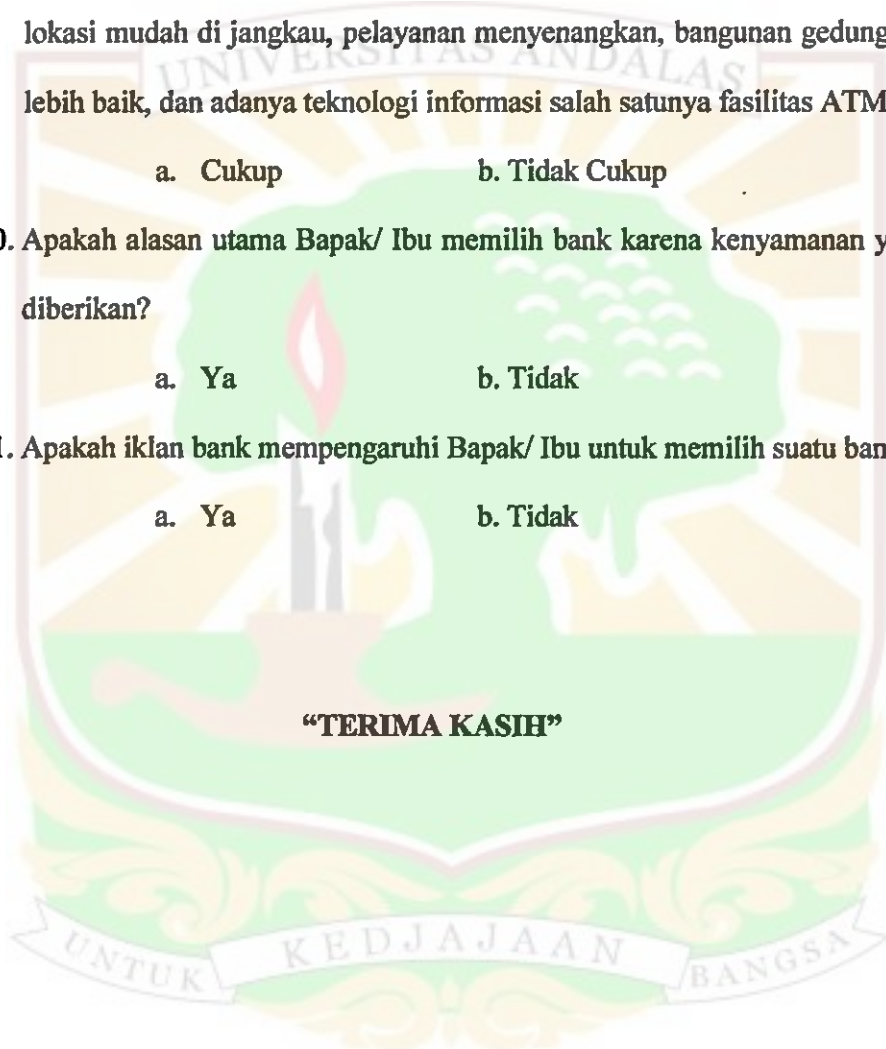 UNIVERSITAS ANDALAS
lokasi mudah di jangkau, pelayanan menyenangkan, bangunan gedung
lebih baik, dan adanya teknologi informasi salah satunya fasilitas ATM
a. Cukup b. Tidak Cukup
0. Apakah alasan utama Bapak/ Ibu memilih bank karena kenyamanan y
diberikan?
a. Ya b. Tidak
1. Apakah iklan bank mempengaruhi Bapak/ Ibu untuk memilih suatu ban
a. Ya b. Tidak
“TERIMA KASIH”
UNTUK KEDJAJAAN BANGSA